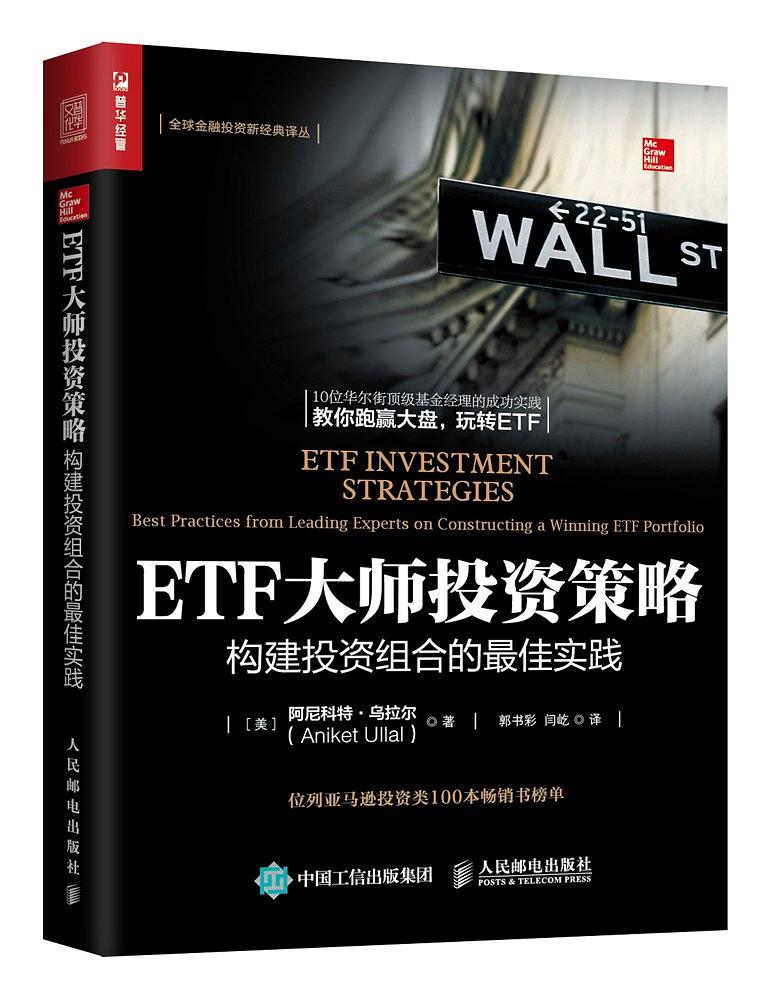 普华文化
PUHUA BOOKS
普华经管
Mc
Graw
Hill
Education
ETF大师投资策略
构建投资组合的最佳实践
人民邮电出版社
全球金融投资新经典译丛
Mc
Graw
Hill
Education
←22-51
WALL ST
10位华尔街顶级基金经理的成功实践
教你跑赢大盘，玩转ETF
ETF INVESTMENT
STRATEGIES
Best Practices from Leading Experts on Constructing a Winning ETF Portfolio
ETF大师投资策略
构建投资组合的最佳实践
[美] 阿尼科特·乌拉尔 ◎著 郭书彩 闫屹 ◎译
(Aniket Ullal)
位列亚马逊投资类100本畅销书榜单
中国工信出版集团 人民邮电出版社
POSTS & TELECOM PRESS